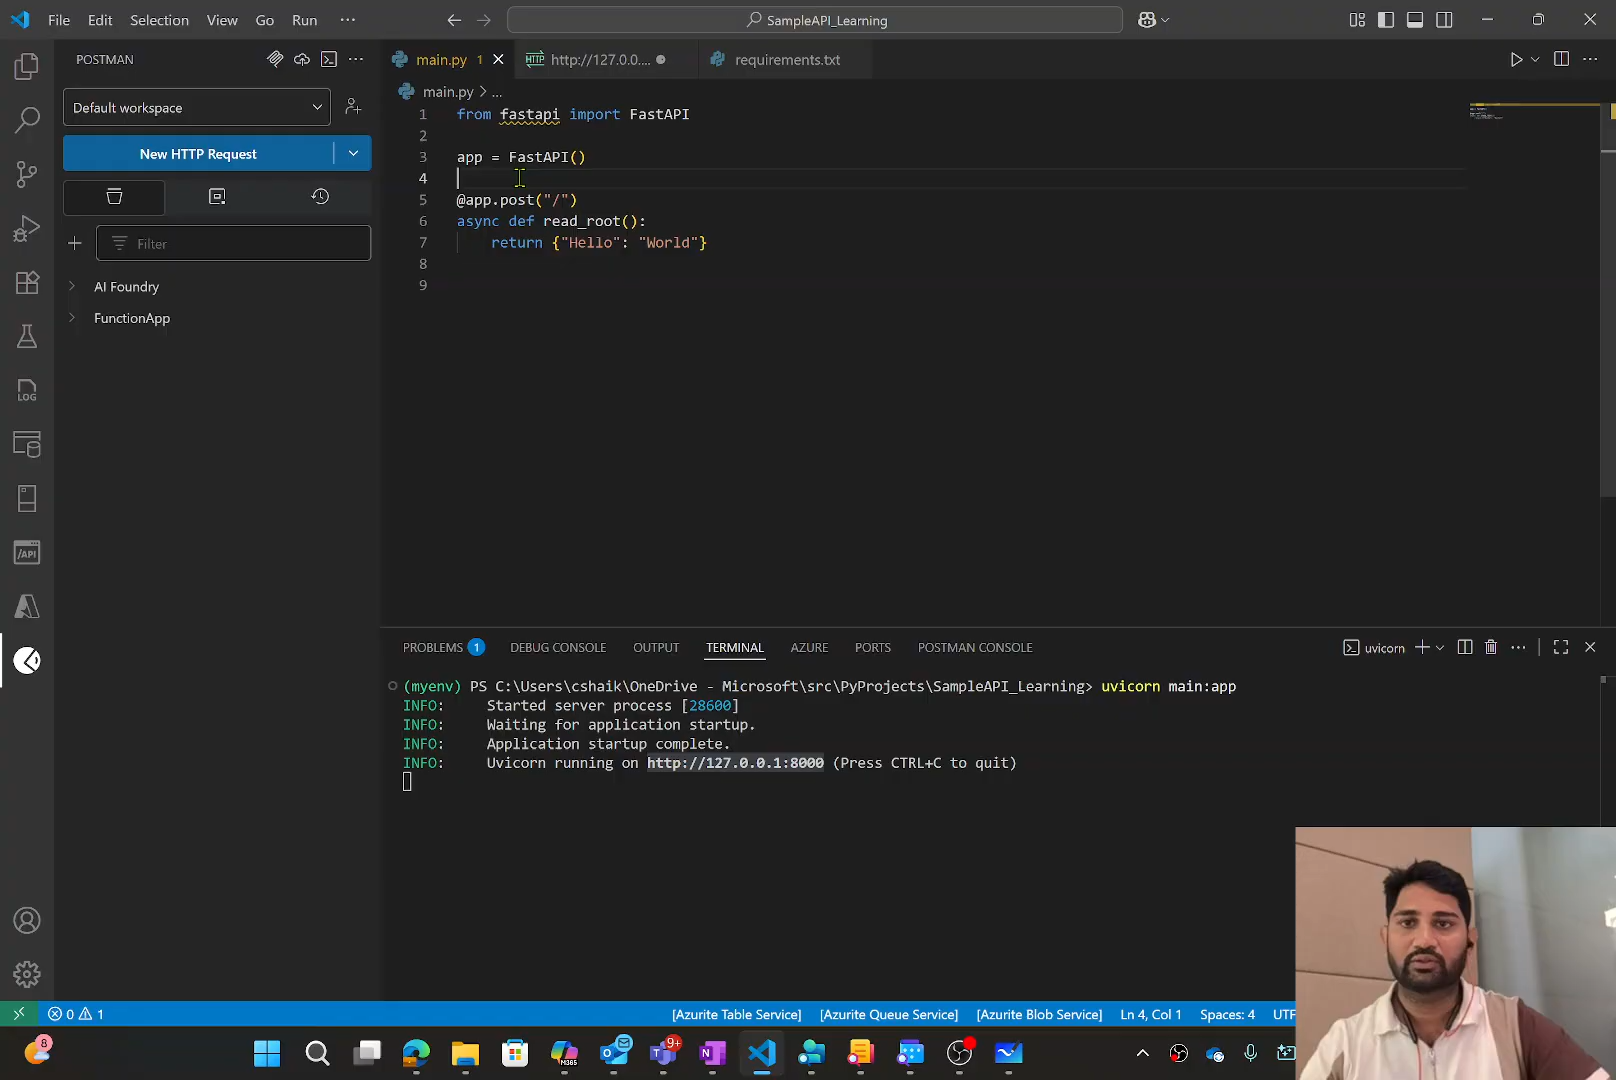 File Edit Selection View Go Run ···
SampleAPI_Learning
POSTMAN
main.py 1
HTTP http://127.0.0....
requirements.txt
Default workspace
main.py > ...
New HTTP Request
Filter
AI Foundry
FunctionApp
1 from fastapi import FastAPI
2
3 app = FastAPI()
4
5 @app.post("/")
6 async def read_root():
7 return {"Hello": "World"}
8
9
LOG
/API
PROBLEMS 1 DEBUG CONSOLE OUTPUT TERMINAL AZURE PORTS POSTMAN CONSOLE
uvicorn
(myenv) PS C:\Users\cshaik\OneDrive - Microsoft\src\PyProjects\SampleAPI_Learning> uvicorn main:app
INFO: Started server process [28600]
INFO: Waiting for application startup.
INFO: Application startup complete.
INFO: Uvicorn running on http://127.0.0.1:8000 (Press CTRL+C to quit)
0 1
[Azurite Table Service] [Azurite Queue Service] [Azurite Blob Service] Ln 4, Col 1 Spaces: 4 UTF
8
M365
9+
N